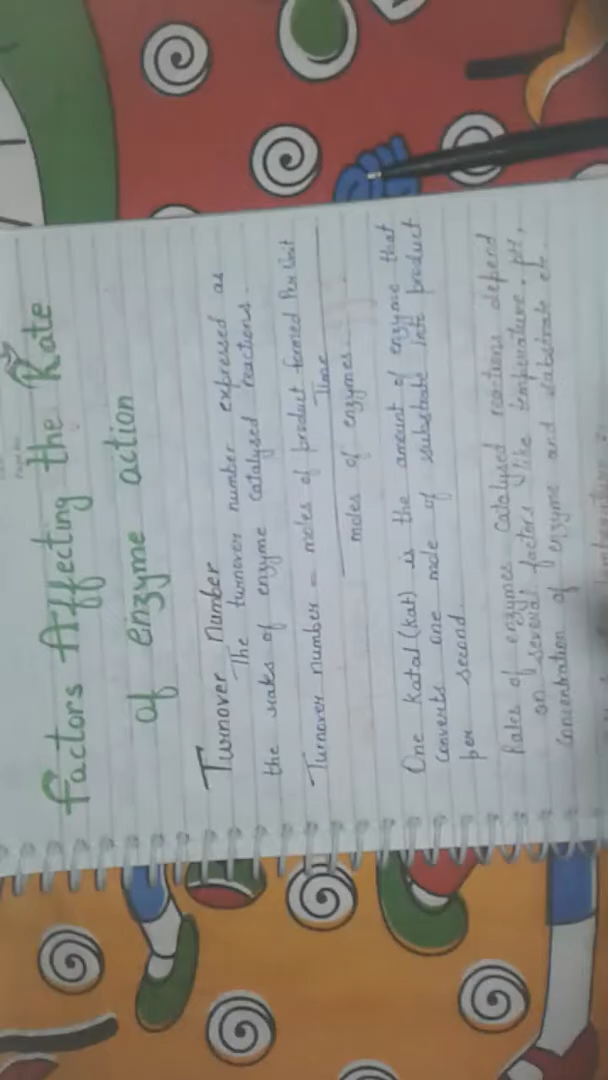 Factors Affecting the Rate
of enzyme action
Turnover Number
The turnover number expressed as
the rates of enzyme catalysed reactions.
Turnover number = moles of product formed Per Unit
Time
moles of enzymes.
One Katal (Kat) is the amount of enzyme that
converts one mole of substrate into product
per second.
Rates of enzymes catalysed reactions depend
on several factors like temperature, pH,
concentration of enzyme and substrate etc.